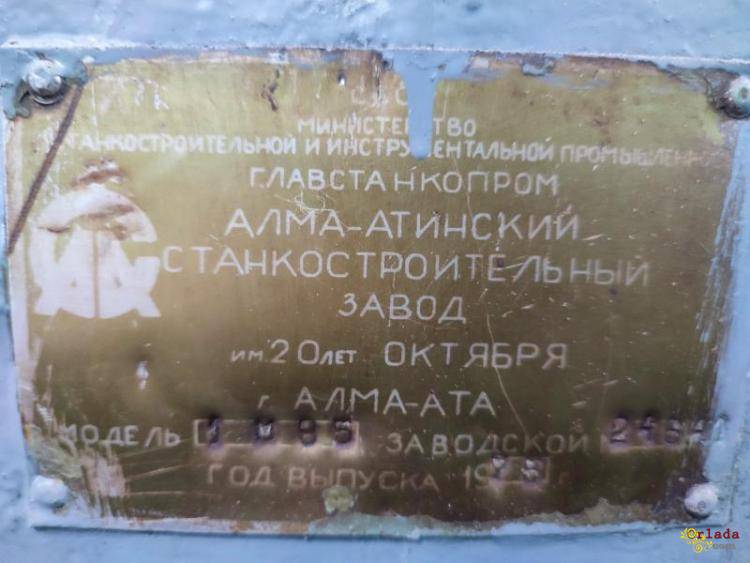 МИНИСТЕРСТВО
СТАНКОСТРОИТЕЛЬНОЙ И ИНСТРУМЕНТАЛЬНОЙ
ГЛАВСТАНКОПРОМ
АЛМА-АТИНСКИЙ
СТАНКОСТРОИТЕЛЬНЫЙ
ЗАВОД
им. 20 лет ОКТЯБРЯ
г. АЛМА-АТА
МОДЕЛЬ ЗАВОДСКОЙ
ГОД ВЫПУСКА
Orlada